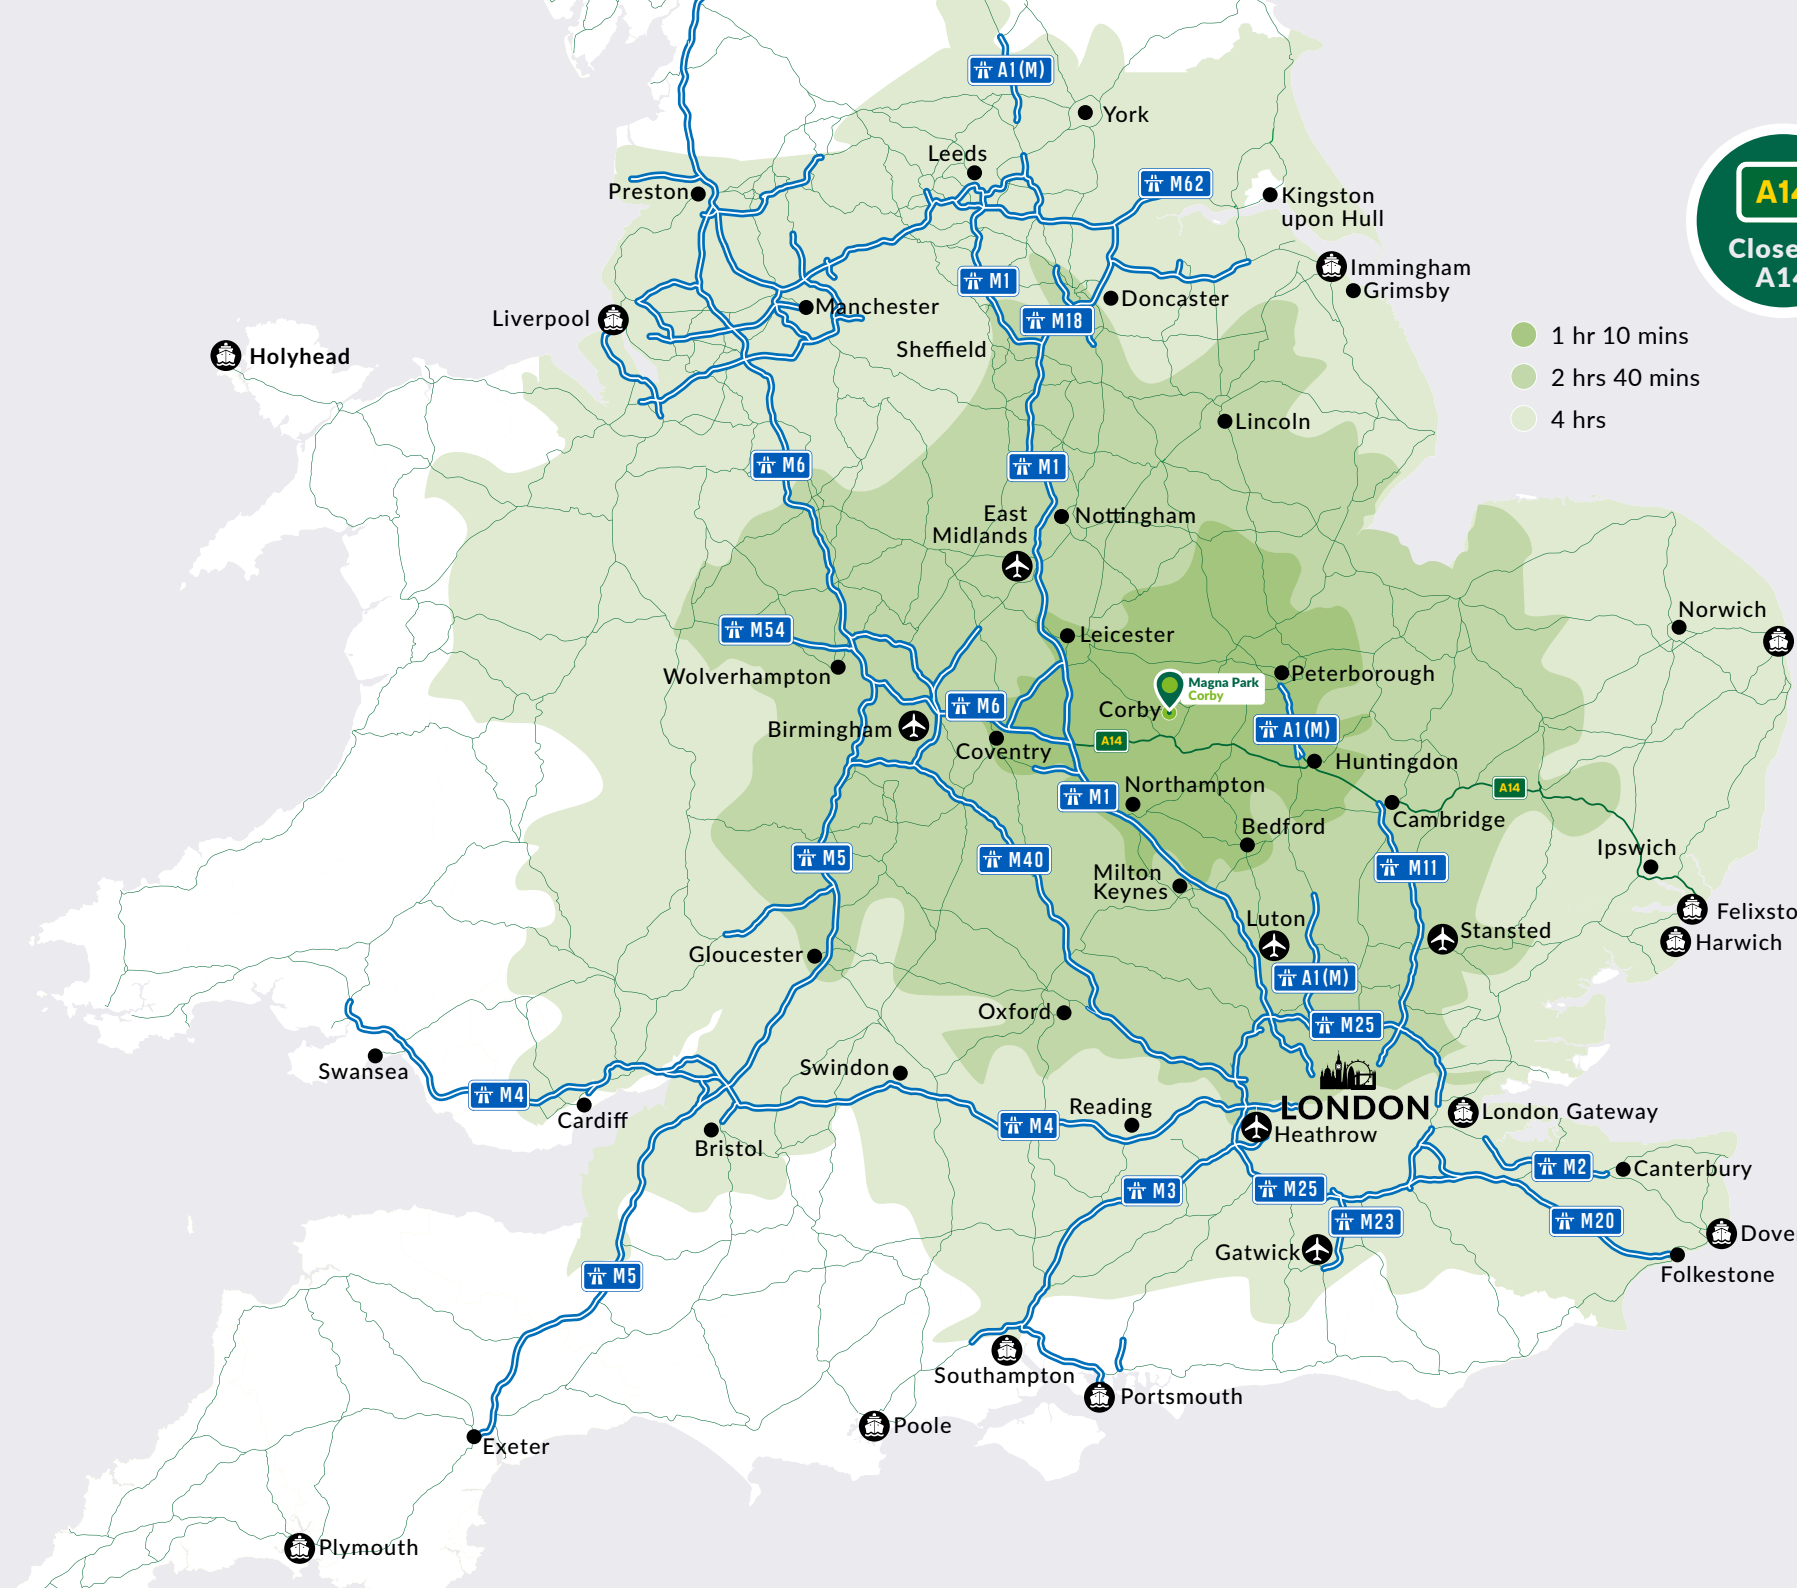 A1(M)
York
Leeds
Preston
M62
Kingston
upon Hull
A14
Close
A14
M1
Immingham
Grimsby
Doncaster
Manchester
Liverpool
M18
1 hr 10 mins
Sheffield
Holyhead
2 hrs 40 mins
4 hrs
Lincoln
M6
M1
East
Midlands
Nottingham
Norwich
M54
Leicester
Wolverhampton
Peterborough
Magna Park
Corby
Corby
M6
Birmingham
A1(M)
Coventry
A14
Huntingdon
Northampton
A14
M1
Cambridge
Bedford
Ipswich
M5
M40
M11
Milton
Keynes
Luton
Felixsto
Stansted
Harwich
Gloucester
A1(M)
Oxford
M25
Swansea
Swindon
M4
Cardiff
Reading
LONDON
London Gateway
M4
Heathrow
Bristol
M2
Canterbury
M3
M25
M23
M20
Dove
Gatwick
M5
Folkestone
Southampton
Portsmouth
Poole
Exeter
Plymouth